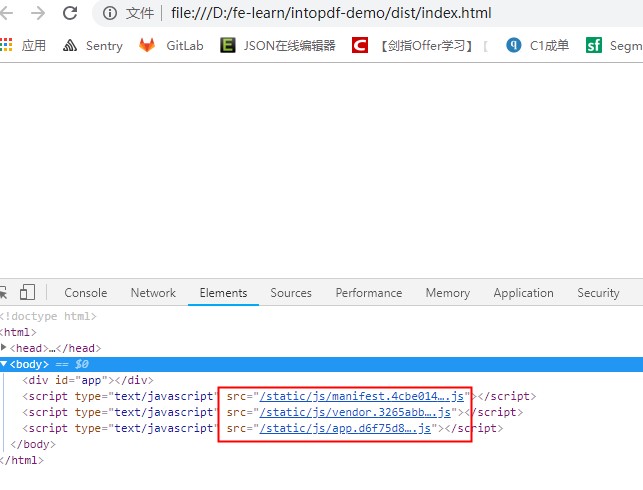 文件 | file:///D:/fe-learn/intopdf-demo/dist/index.html
应用 Sentry GitLab E JSON在线编辑器 C 【剑指Offer学习】 [ q C1成单 sf Segm
Console Network Elements Sources Performance Memory Application Security
<!doctype html>
<html>
<head>…</head>
<body> == $0
<div id="app"></div>
<script type="text/javascript" src="/static/js/manifest.4cbe014….js"></script>
<script type="text/javascript" src="/static/js/vendor.3265abb….js"></script>
<script type="text/javascript" src="/static/js/app.d6f75d8….js"></script>
</body>
</html>